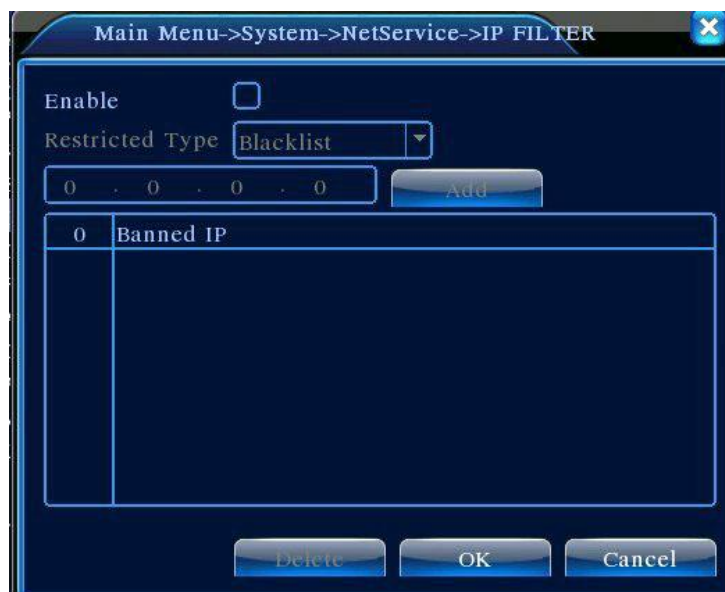 Main Menu->System->NetService->IP FILTER
Enable
Restricted Type Blacklist
0 . 0 . 0 . 0 Add
0 Banned IP
Delete OK Cancel